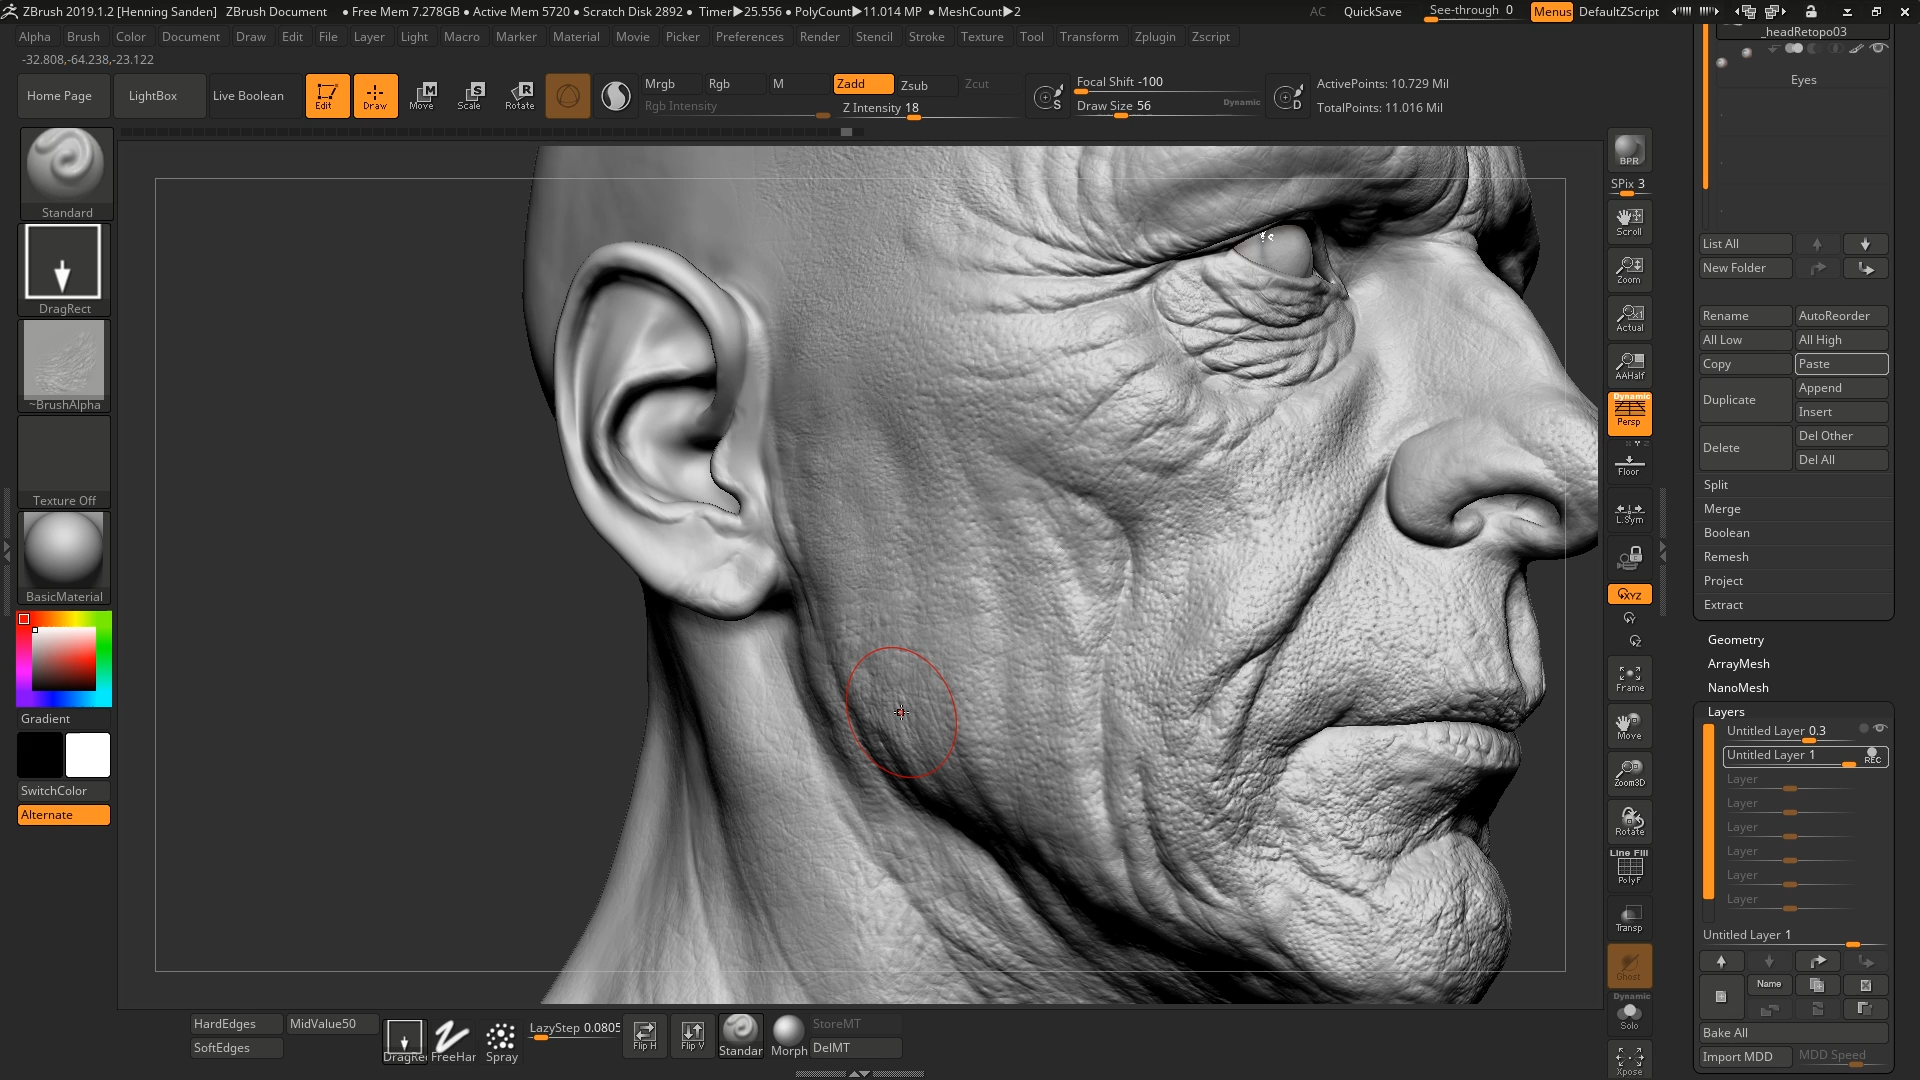 ZBrush 2019.1.2 [Henning Sanden] ZBrush Document • Free Mem 7.278GB • Active Mem 5720 • Scratch Disk 2892 • Timer▶25.556 • PolyCount▶11.014 MP • MeshCount▶2 AC QuickSave See-through 0 Menus DefaultZScript
Alpha Brush Color Document Draw Edit File Layer Light Macro Marker Material Movie Picker Preferences Render Stencil Stroke Texture Tool Transform Zplugin Zscript
-32.808,-64.238,-23.122
Home Page LightBox Live Boolean Edit Draw Move Scale Rotate
M S R
Mrgb Rgb M Zadd Zsub Zcut
Rgb Intensity Z Intensity 18
S Focal Shift -100
Draw Size 56 Dynamic D
ActivePoints: 10.729 Mil
TotalPoints: 11.016 Mil
Standard
DragRect
~BrushAlpha
Texture Off
BasicMaterial
Gradient
SwitchColor
Alternate
BPR
SPix 3
Scroll
Zoom
Actual
AAHalf
Dynamic
Persp
Floor
L.Sym
XYZ
Y
Z
Frame
Move
Zoom3D
Rotate
Line Fill
PolyF
Transp
Ghost
Dynamic
Solo
Xpose
_headRetopo03
Eyes
List All
New Folder
Rename AutoReorder
All Low All High
Copy Paste
Duplicate Append
Insert
Delete Del Other
Del All
Split
Merge
Boolean
Remesh
Project
Extract
Geometry
ArrayMesh
NanoMesh
Layers
Untitled Layer 0.3
Untitled Layer 1 REC
Layer
Layer
Layer
Layer
Layer
Layer
Untitled Layer 1
Name
Bake All
Import MDD MDD Speed
HardEdges MidValue50
SoftEdges
DragRe FreeHar Spray
LazyStep 0.0805
Flip H Flip V Standar Morph
StoreMT
DelMT